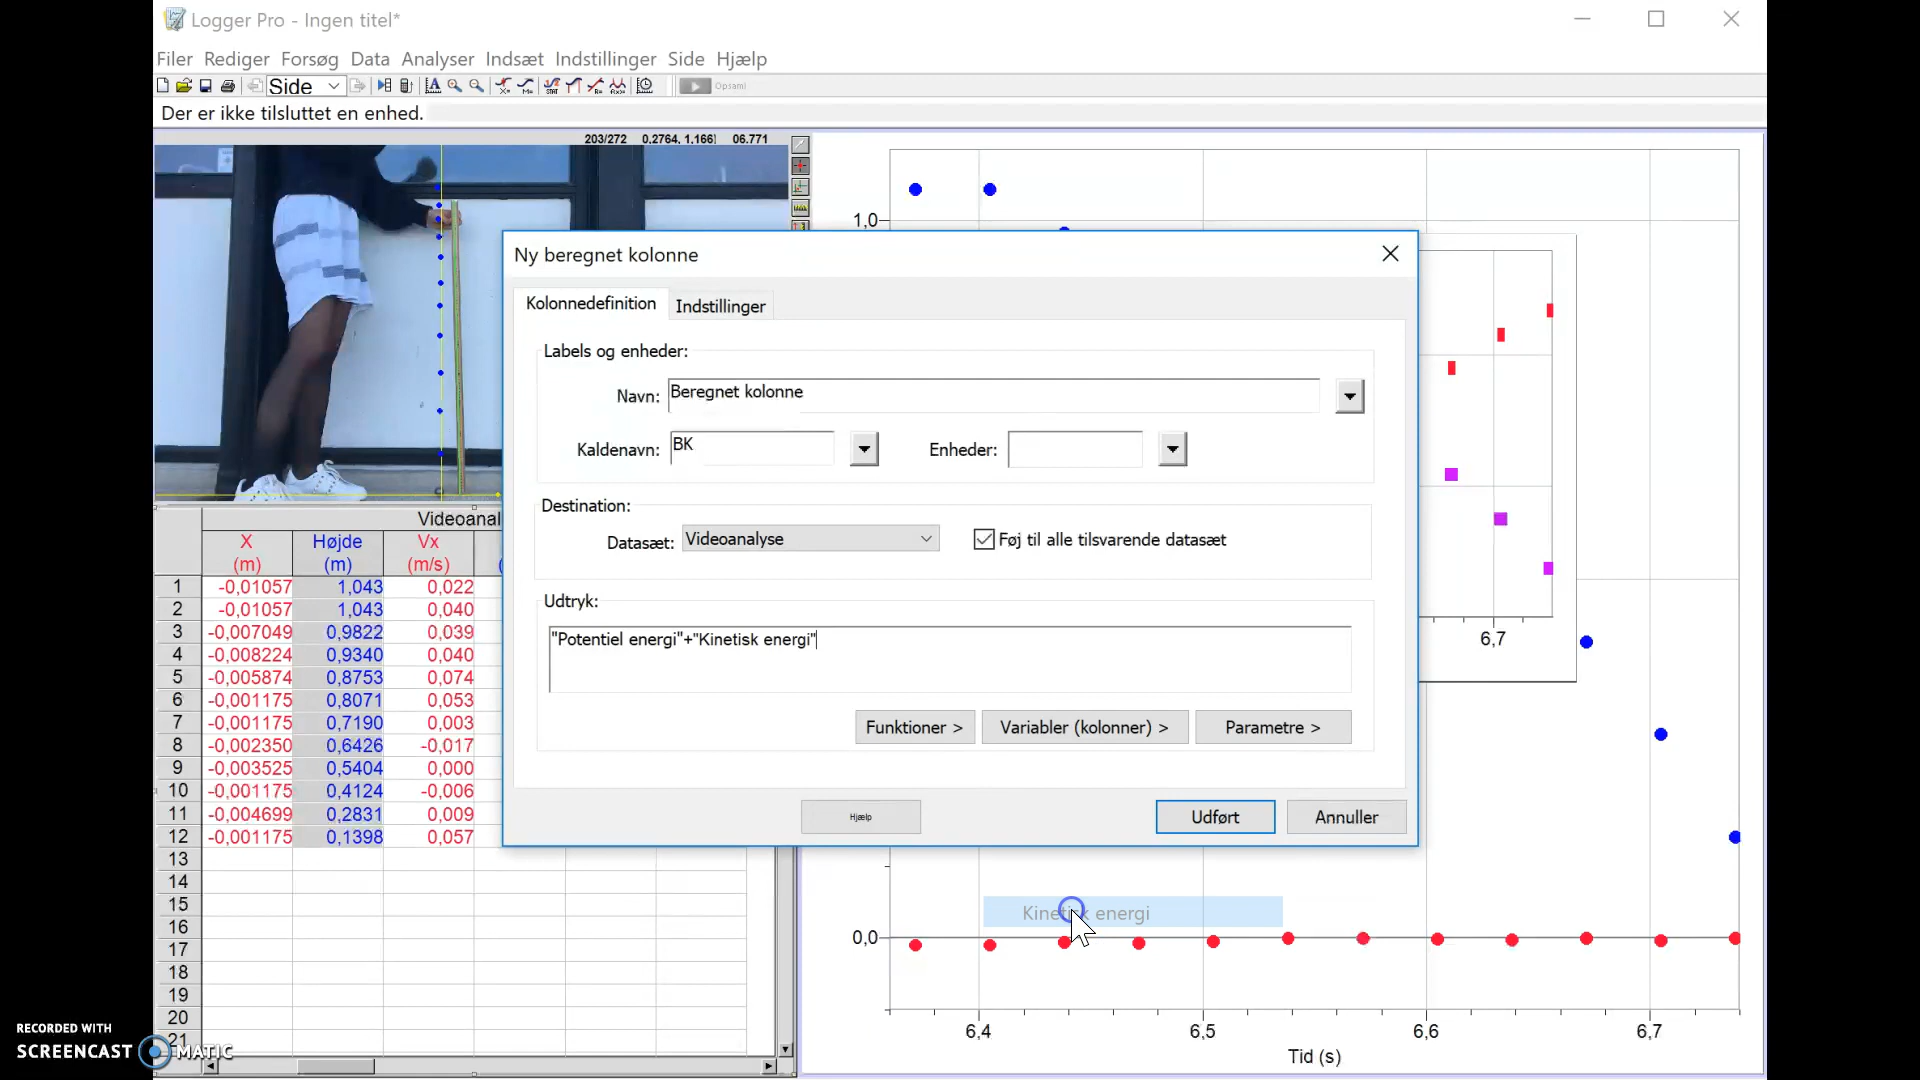 Logger Pro - Ingen titel*
Filer Rediger Forsøg Data Analyser Indsæt Indstillinger Side Hjælp
Side
Opsaml
Der er ikke tilsluttet en enhed.
203/272 0,2764, 1,166) 06.771
Ny beregnet kolonne
Kolonnedefinition Indstillinger
Labels og enheder:
Navn: Beregnet kolonne
Kaldenavn: BK Enheder:
Destination:
Datasæt: Videoanalyse Føj til alle tilsvarende datasæt
Udtryk:
"Potentiel energi"+"Kinetisk energi"
Funktioner > Variabler (kolonner) > Parametre >
Hjælp Udført Annuller
Videoanal
X Højde Vx
(m) (m) (m/s) (
1 -0,01057 1,043 0,022
2 -0,01057 1,043 0,040
3 -0,007049 0,9822 0,039
4 -0,008224 0,9340 0,040
5 -0,005874 0,8753 0,074
6 -0,001175 0,8071 0,053
7 -0,001175 0,7190 0,003
8 -0,002350 0,6426 -0,017
9 -0,003525 0,5404 0,000
10 -0,001175 0,4124 -0,006
11 -0,004699 0,2831 0,009
12 -0,001175 0,1398 0,057
13
14
15
16
17
18
19
20
21
1,0
6,7
Kinetisk energi
0,0
6,4 6,5 6,6 6,7
Tid (s)
RECORDED WITH
SCREENCAST MATIC